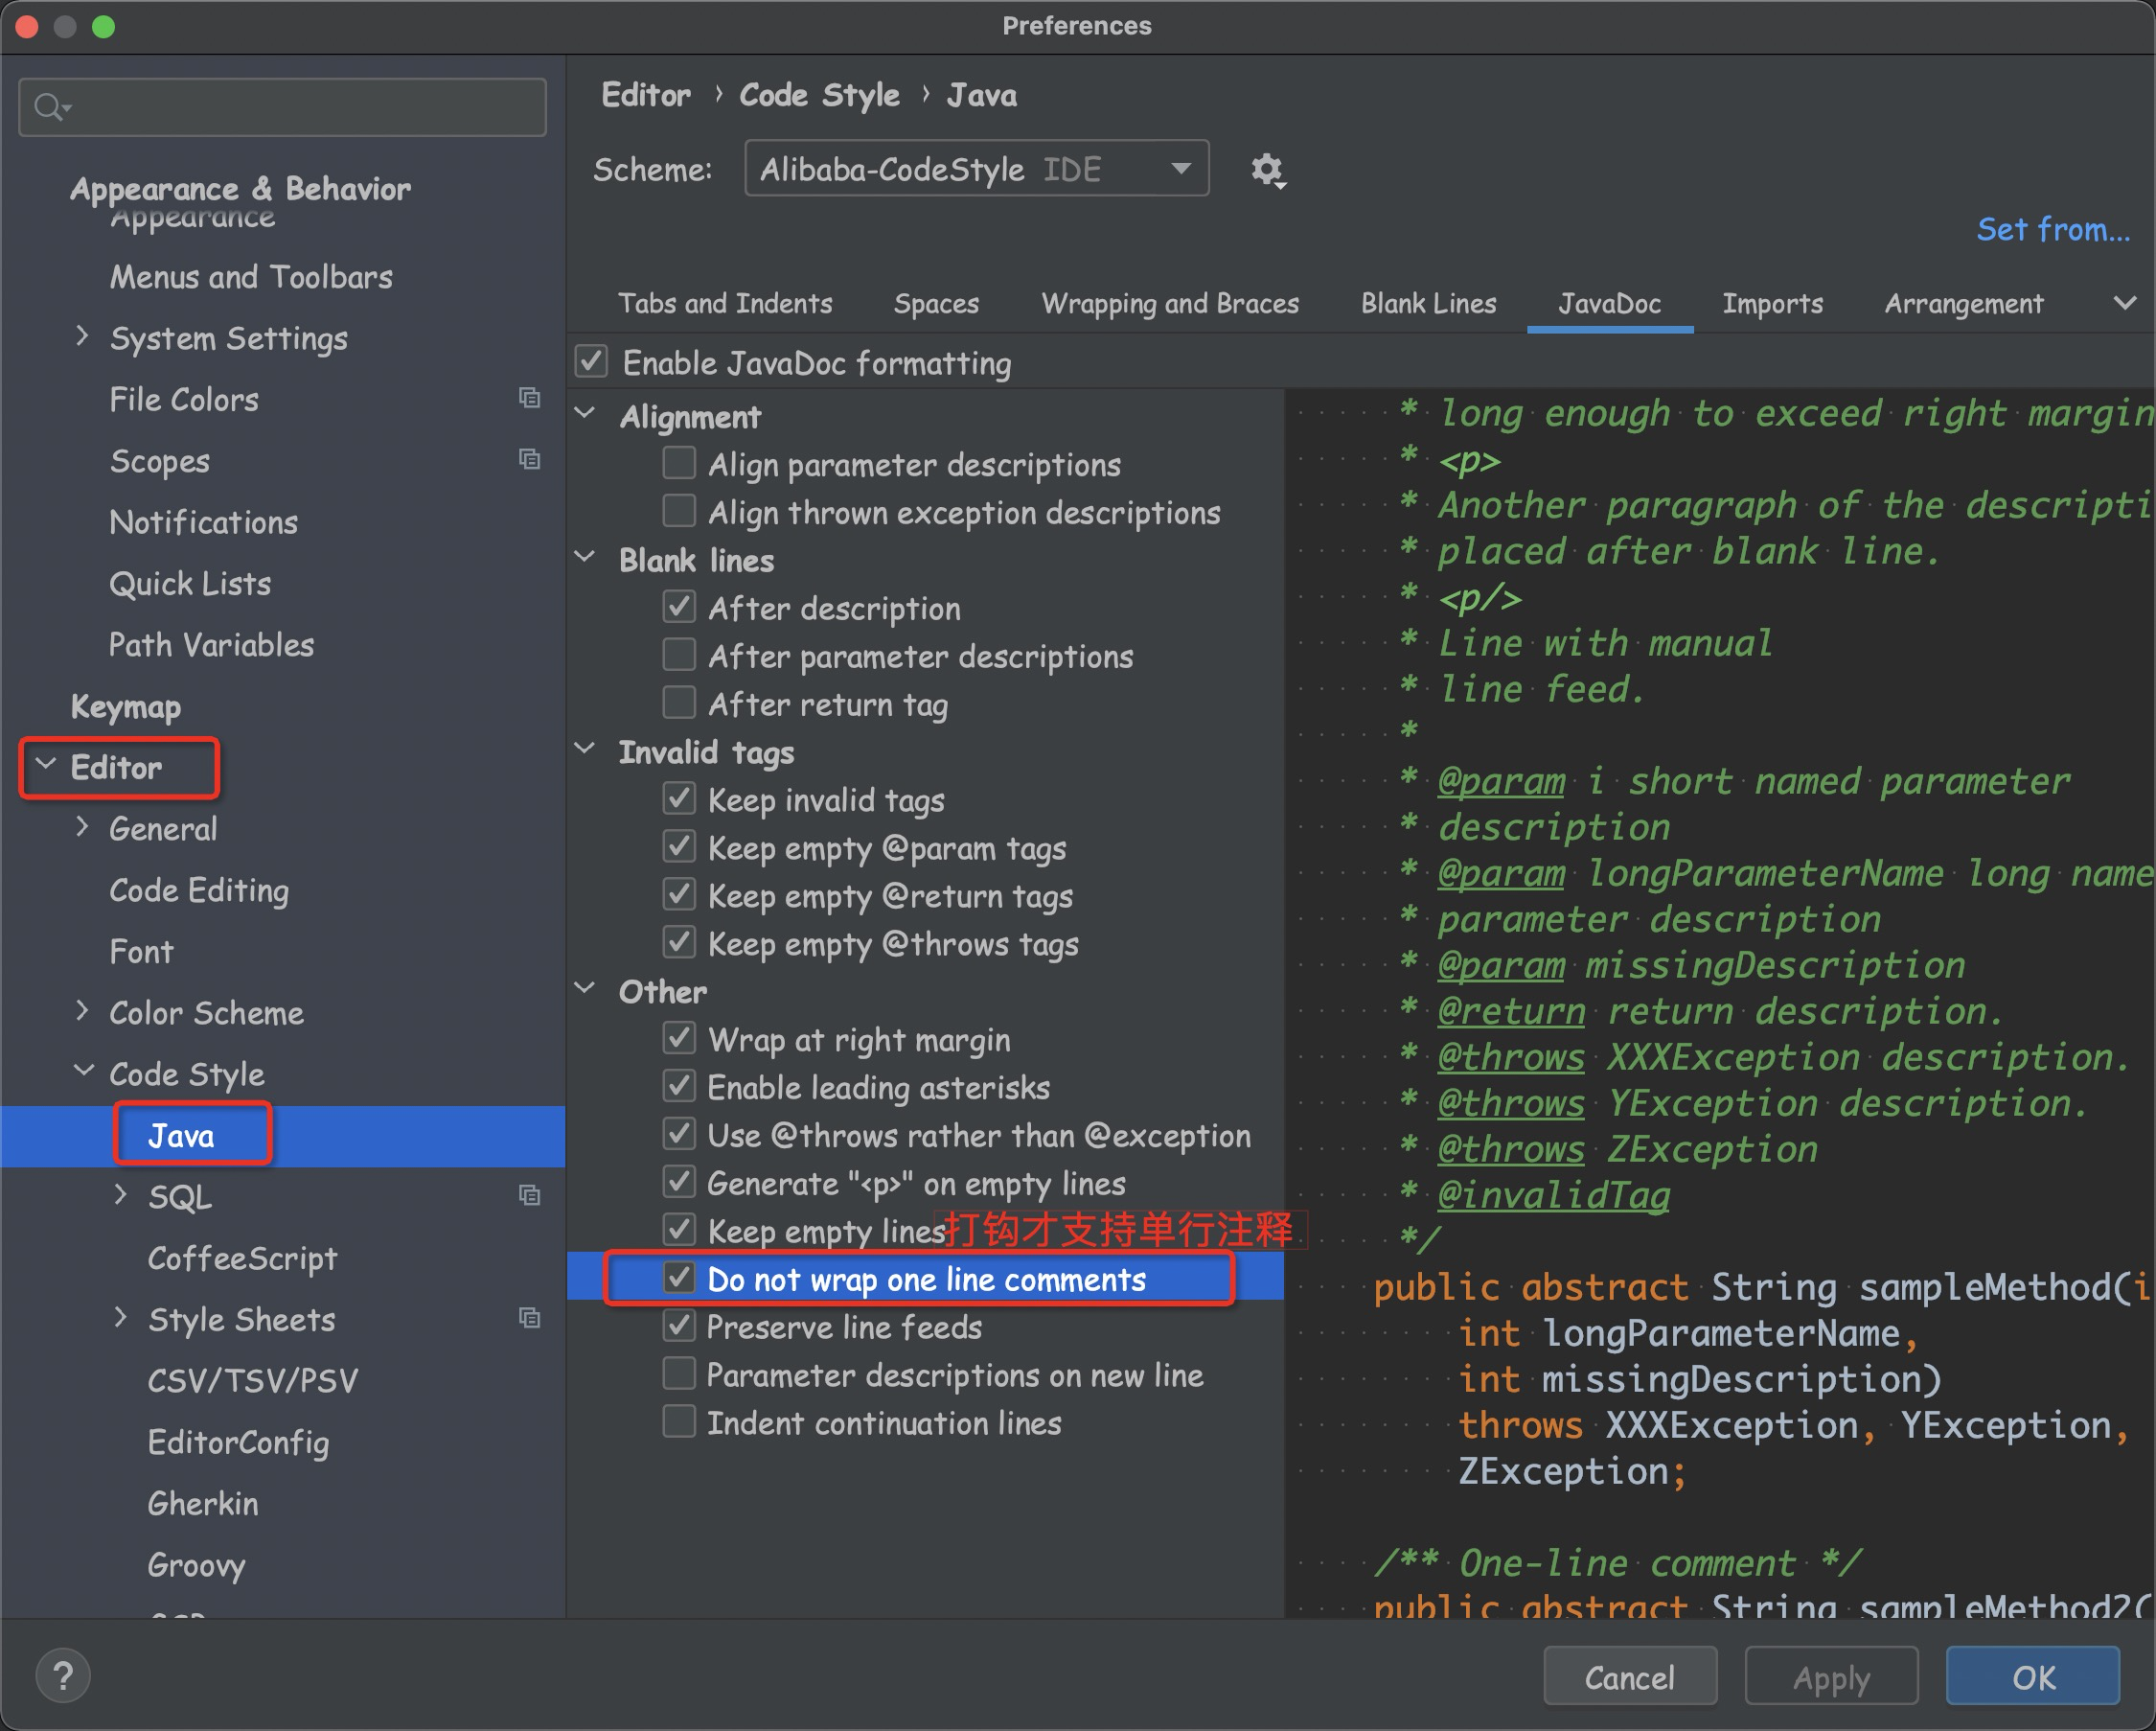 Preferences
Appearance & Behavior
Appearance
Menus and Toolbars
System Settings
File Colors
Scopes
Notifications
Quick Lists
Path Variables
Keymap
Editor
General
Code Editing
Font
Color Scheme
Code Style
Java
SQL
CoffeeScript
Style Sheets
CSV/TSV/PSV
EditorConfig
Gherkin
Groovy
Editor › Code Style › Java
Scheme: Alibaba-CodeStyle IDE
Set from...
Tabs and Indents Spaces Wrapping and Braces Blank Lines JavaDoc Imports Arrangement
Enable JavaDoc formatting
Alignment
Align parameter descriptions
Align thrown exception descriptions
Blank lines
After description
After parameter descriptions
After return tag
Invalid tags
Keep invalid tags
Keep empty @param tags
Keep empty @return tags
Keep empty @throws tags
Other
Wrap at right margin
Enable leading asterisks
Use @throws rather than @exception
Generate "<p>" on empty lines
Keep empty lines 打钩才支持单行注释
Do not wrap one line comments
Preserve line feeds
Parameter descriptions on new line
Indent continuation lines
* long enough to exceed right margin
* <p>
* Another paragraph of the descripti
* placed after blank line.
* <p/>
* Line with manual
* line feed.
*
* @param i short named parameter
* description
* @param longParameterName long name
* parameter description
* @param missingDescription
* @return return description.
* @throws XXXException description.
* @throws YException description.
* @throws ZException
* @invalidTag
*/
public abstract String sampleMethod(i
int longParameterName,
int missingDescription)
throws XXXException, YException,
ZException;
/** One-line comment */
public abstract String sampleMethod2(
?
Cancel Apply OK